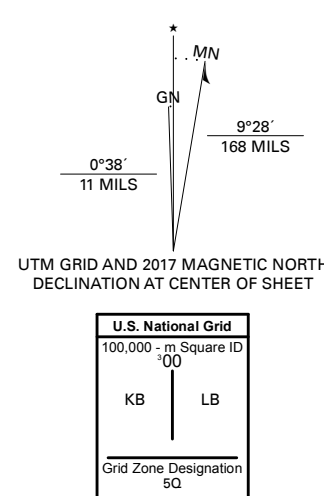 ★
MN
GN
9°28´
168 MILS
0°38´
11 MILS
UTM GRID AND 2017 MAGNETIC NORTH
DECLINATION AT CENTER OF SHEET
U.S. National Grid
100,000 - m Square ID
³00
KB LB
Grid Zone Designation
5Q